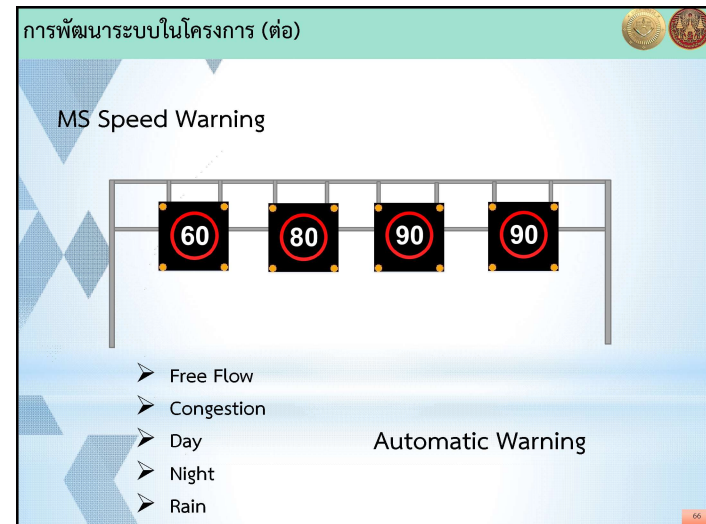 การพัฒนาระบบในโครงการ (ต่อ)
MS Speed Warning
60 80 90 90
➢ Free Flow
➢ Congestion
➢ Day
Automatic Warning
➢ Night
➢ Rain
66